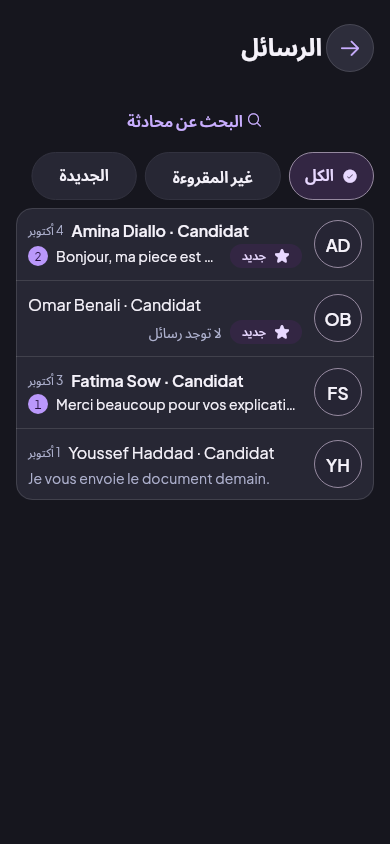 الرسائل
البحث عن محادثة
الكل
غير المقروءة
الجديدة
AD
Amina Diallo · Candidat
4 أكتوبر
جديد
Bonjour, ma piece est ...
2
OB
Omar Benali · Candidat
جديد
لا توجد رسائل
FS
Fatima Sow · Candidat
3 أكتوبر
Merci beaucoup pour vos explicati...
1
YH
Youssef Haddad · Candidat
1 أكتوبر
Je vous envoie le document demain.